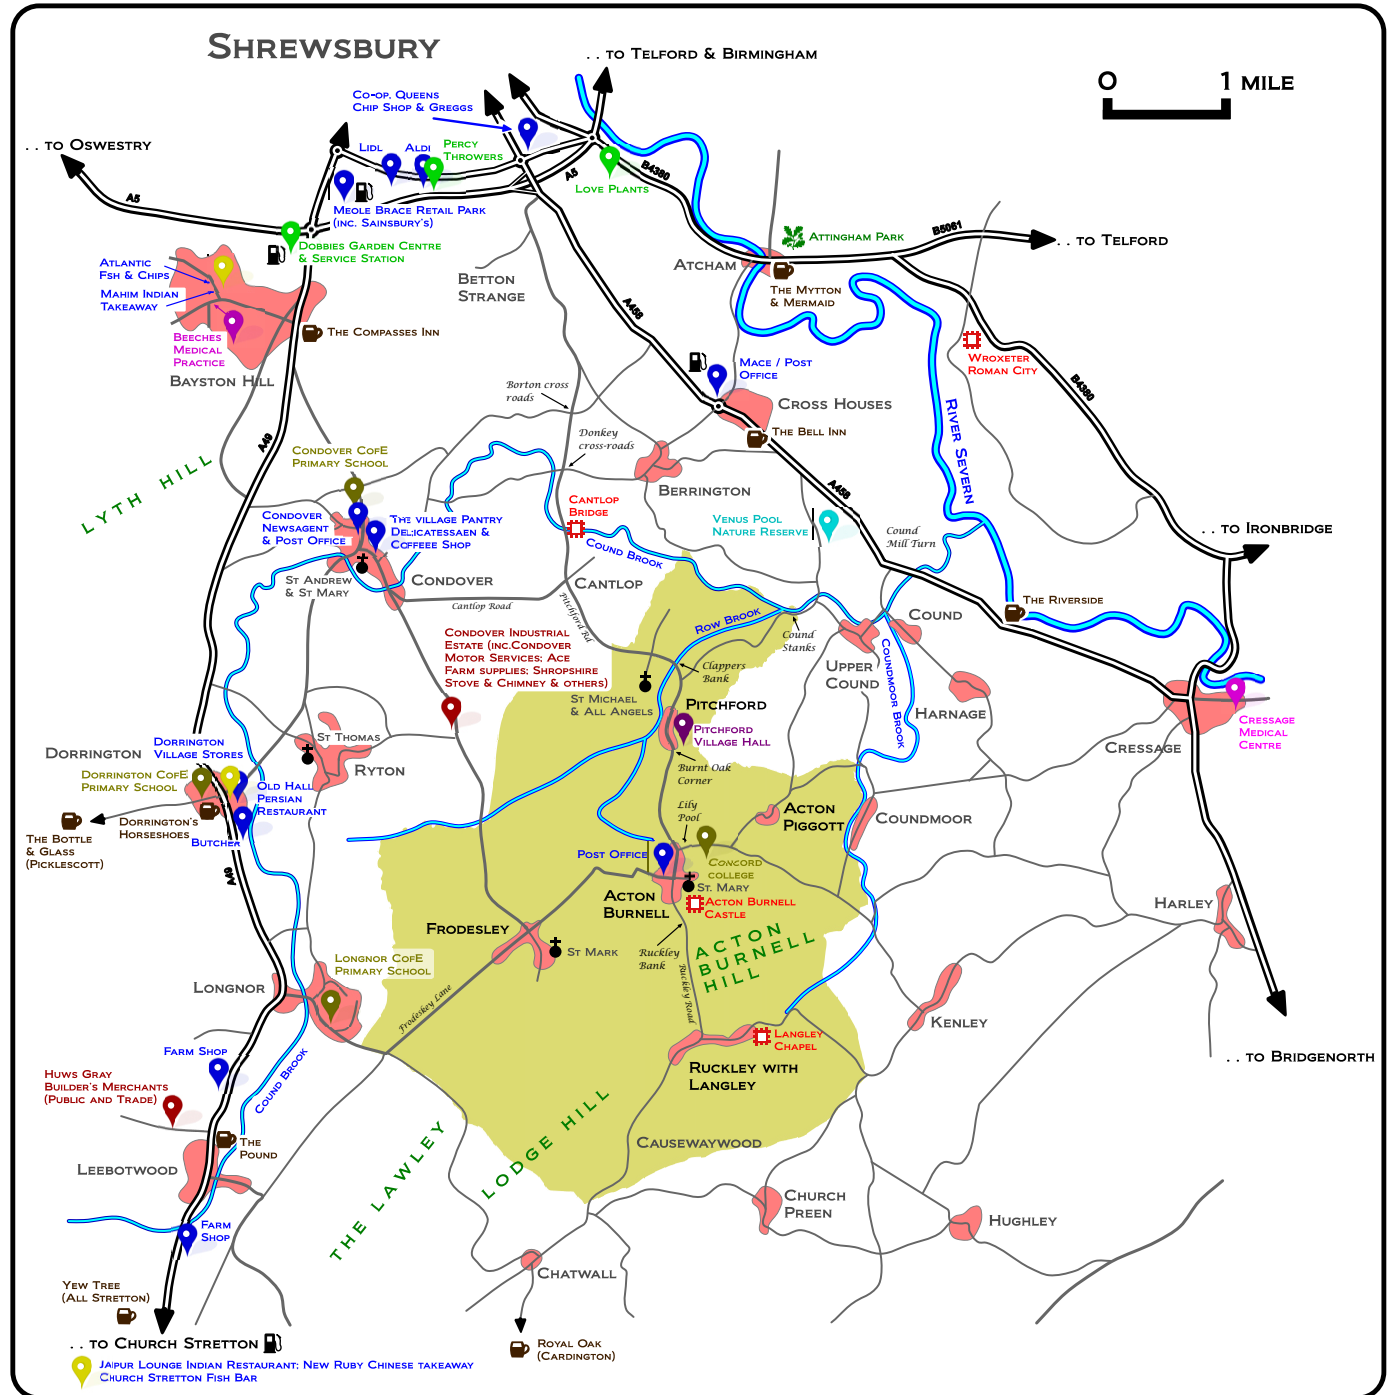 SHREWSBURY
. . to Telford & Birmingham
0 1 mile
Co-op, Queens
Chip Shop & Greggs
. . to Oswestry
Lidl
Aldi
Percy
Throwers
A5
A5
B4380
Love Plants
Meole Brace Retail Park
(inc. Sainsbury's)
B5061
. . to Telford
Attingham Park
Dobbies Garden Centre
& Service Station
Atcham
Atlantic
Fsh & Chips
Mahim Indian
Takeaway
Betton
Strange
The Mytton
& Mermaid
A458
The Compasses Inn
Beeches
Medical
Practice
Bayston Hill
Wroxeter
Roman City
Mace / Post
Office
B4380
Borton cross
roads
Cross Houses
River Severn
The Bell Inn
A49
Donkey
cross-roads
Lyth Hill
Condover CofE
Primary School
Berrington
A458
Cantlop
Bridge
Condover
Newsagent
& Post Office
The village Pantry
Del:icatessaen &
Coffeee Shop
Venus Pool
Nature Reserve
Cound
Mill Turn
. . to Ironbridge
Cound Brook
St Andrew
& St Mary
Condover
Cantlop
Cantlop Road
Pitchford Rd
The Riverside
Row Brook
Cound
Cound
Stanks
Condover Industrial
Estate (inc.Condover
Motor Services; Ace
Farm supplies; Shropshire
Stove & Chimney & others)
Clappers
Bank
Upper
Cound
Coundmoor Brook
St Michael
& All Angels
Pitchford
Harnage
Cressage
Medical
Centre
Pitchford
Village Hall
St Thomas
Dorrington
Dorrington
Village Stores
Cressage
Ryton
Burnt Oak
Corner
Dorrington CofE
Primary School
Old Hall
Persian
Restaurant
Lily
Pool
Acton
Piggott
Coundmoor
Dorrington's
Horseshoes
The Bottle
& Glass
(Picklescott)
Butcher
Post Office
Concord
college
A49
St. Mary
Acton
Burnell
Acton Burnell
Castle
Harley
Frodesley
Acton
Burnell
Hill
St Mark
Ruckley
Bank
Longnor CofE
Primary School
Longnor
Ruckley Road
Frodeskey Lane
Kenley
Langley
Chapel
Farm Shop
. . to Bridgenorth
Ruckley with
Langley
Huws Gray
Builder's Merchants
(Public and Trade)
Cound Brook
Lodge Hill
The Lawley
The
Pound
Causewaywood
Leebotwood
Church
Preen
Hughley
Farm
Shop
Chatwall
Yew Tree
(All Stretton)
. . to Church Stretton
Royal Oak
(Cardington)
Jaipur Lounge Indian Restaurant; New Ruby Chinese takeaway
Church Stretton Fish Bar